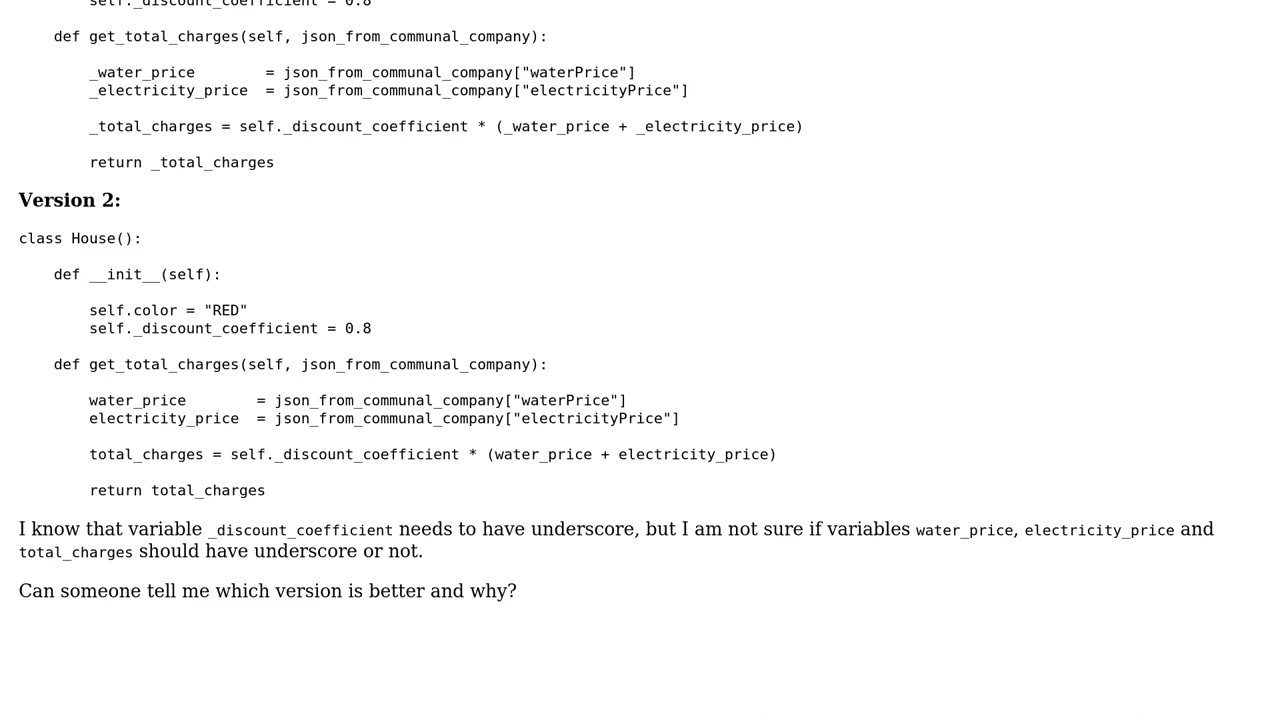 self._discount_coefficient = 0.8
def get_total_charges(self, json_from_communal_company):
_water_price        = json_from_communal_company["waterPrice"]
_electricity_price  = json_from_communal_company["electricityPrice"]
_total_charges = self._discount_coefficient * (_water_price + _electricity_price)
return _total_charges
Version 2:
class House():
def __init__(self):
self.color = "RED"
self._discount_coefficient = 0.8
def get_total_charges(self, json_from_communal_company):
water_price        = json_from_communal_company["waterPrice"]
electricity_price  = json_from_communal_company["electricityPrice"]
total_charges = self._discount_coefficient * (water_price + electricity_price)
return total_charges
I know that variable _discount_coefficient needs to have underscore, but I am not sure if variables water_price, electricity_price and
total_charges should have underscore or not.
Can someone tell me which version is better and why?